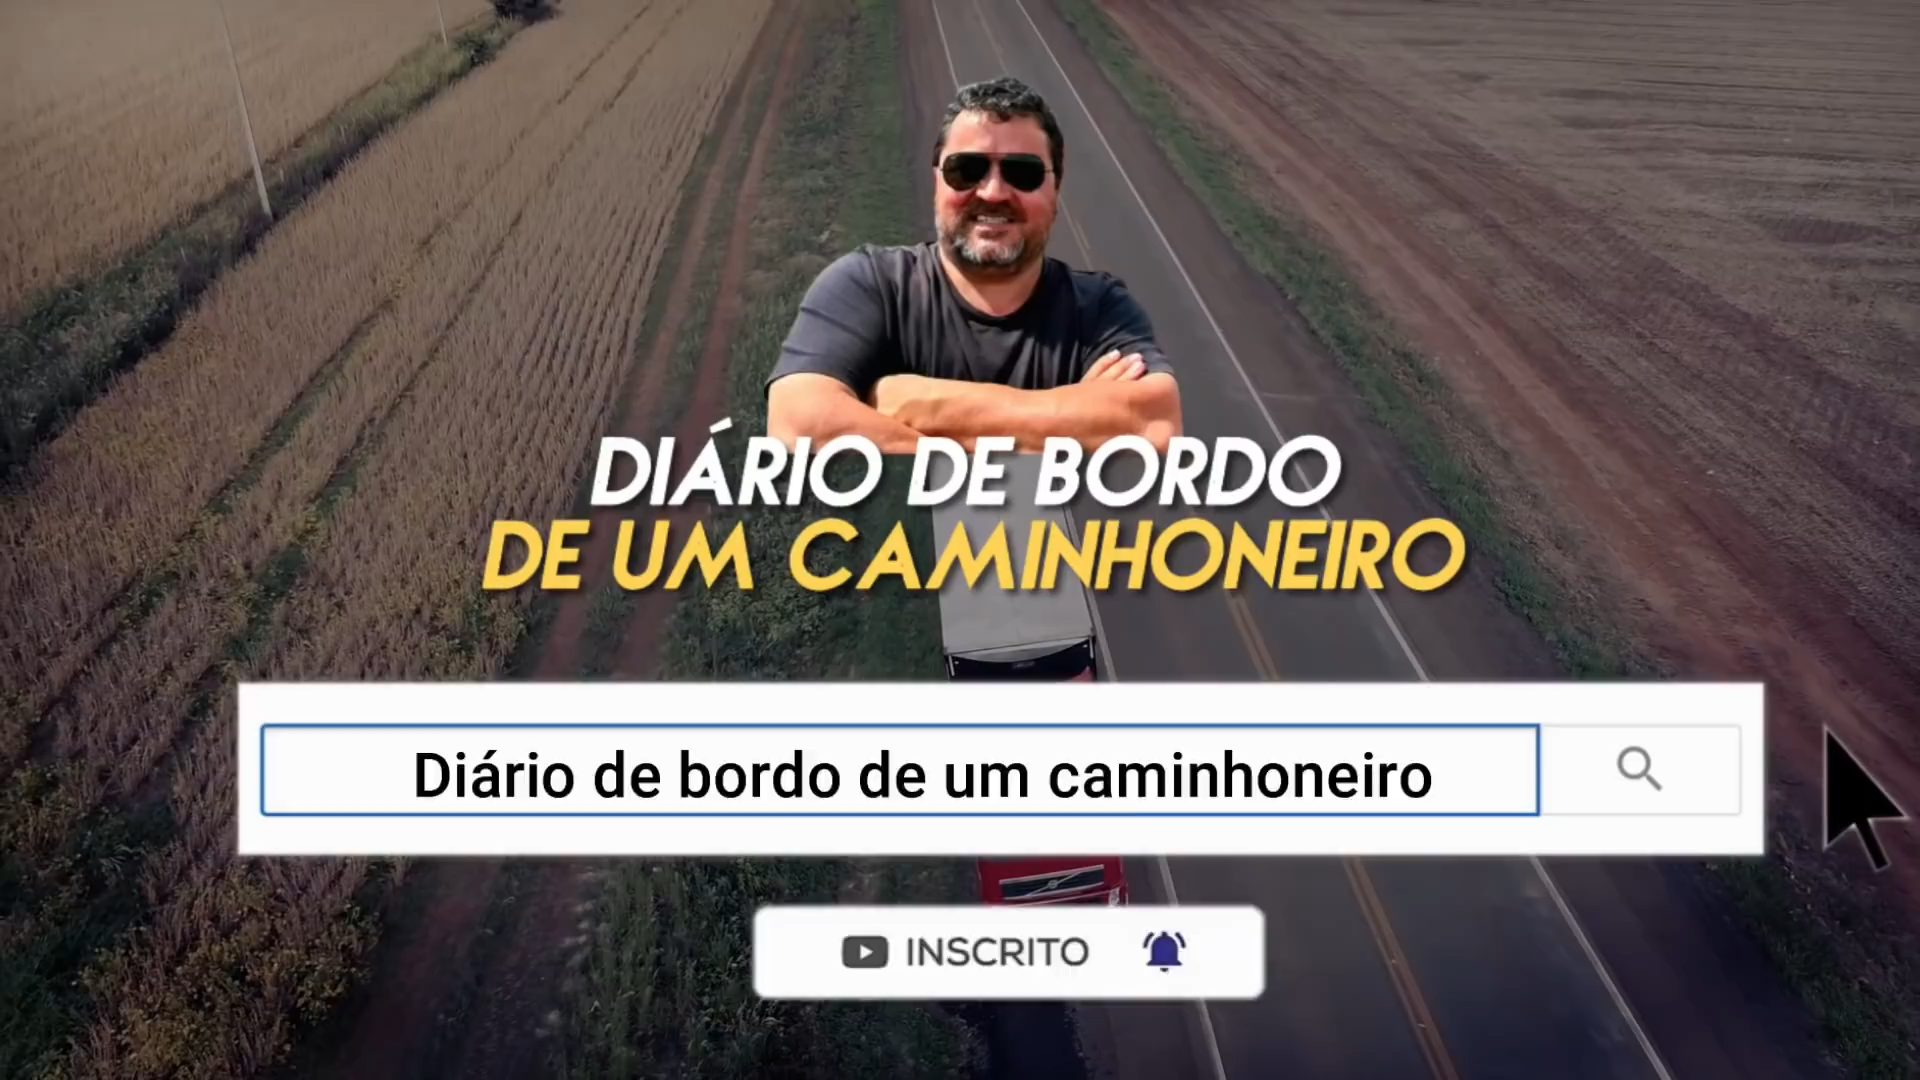 DIÁRIO DE BORDO
DE UM CAMINHONEIRO
Diário de bordo de um caminhoneiro
INSCRITO